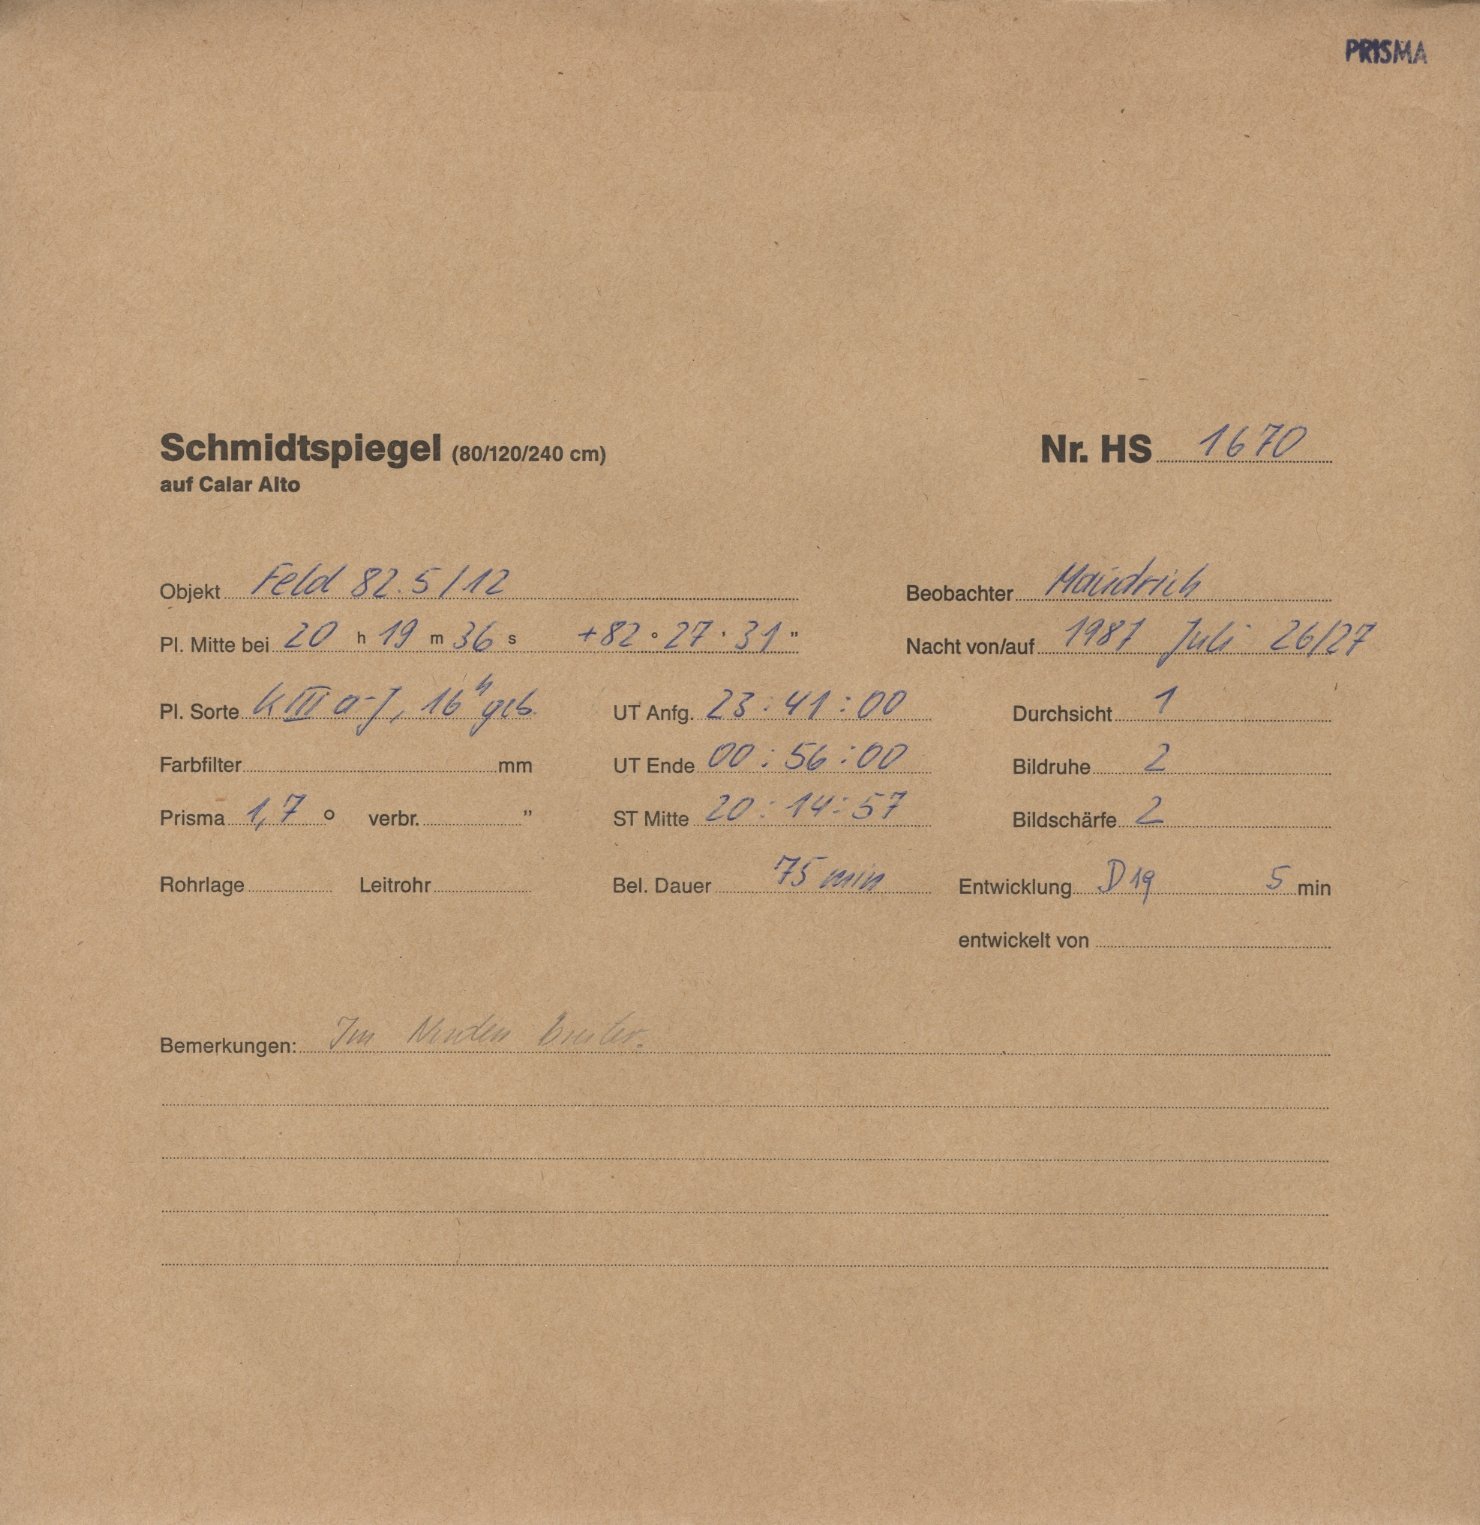 PRISMA
Schmidtspiegel (80/120/240 cm) Nr. HS 1670
auf Calar Alto
Objekt Feld 82.5/12 Beobachter
Pl. Mitte bei 20 h 19 m 36 s +82 ° 27 ' 31 " Nacht von/auf 1987 Juli 26/27
Pl. Sorte k III a-J, 16h geb. UT Anfg. 23:41:00 Durchsicht 1
Farbfilter mm UT Ende 00:56:00 Bildruhe 2
Prisma 1,7 ° verbr. " ST Mitte 20:14:57 Bildschärfe 2
Rohrlage Leitrohr Bel. Dauer 75 min Entwicklung D19 5 min
entwickelt von
Bemerkungen: Im Norden breiter.